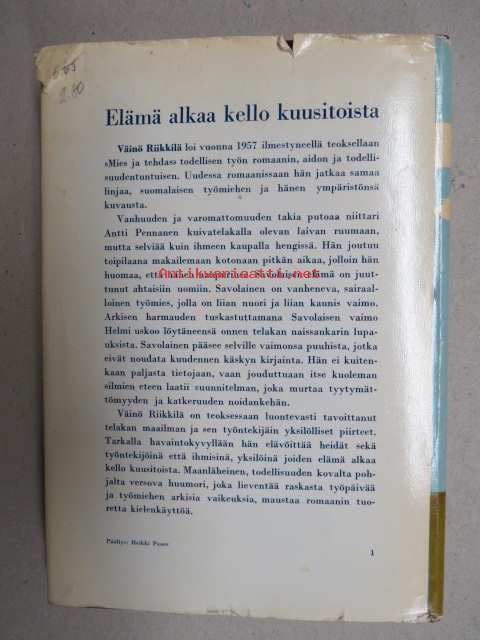 2.80
Elämä alkaa kello kuusitoista
Väinö Riikkilä loi vuonna 1957 ilmestyneellä teoksellaan
»Mies ja tehdas» todellisen työn romaanin, aidon ja todelli-
suudentuntuisen. Uudessa romaanissaan hän jatkaa samaa
linjaa, suomalaisen työmiehen ja hänen ympäristönsä
kuvausta.
Vanhuuden ja varomattomuuden takia putoaa niittari
Antti Pennanen kuivatelakalla olevan laivan ruumaan,
mutta selviää kuin ihmeen kaupalla hengissä. Hän joutuu
toipilaana makailemaan kotonaan pitkän aikaa, jolloin hän
huomaa, että hänen naapurinsa Savolaisen elämä on juut-
Antikvariaatti.net
tunut ahtaisiin uomiin. Savolainen on vanheneva, sairaal-
loinen työmies, jolla on liian nuori ja liian kaunis vaimo.
Arkisen harmauden tuskastuttamana Savolaisen vaimo
Helmi uskoo löytäneensä onnen telakan naissankarin lupa-
uksista. Savolainen pääsee selville vaimonsa puuhista, jotka
eivät noudata kuudennen käskyn kirjainta. Hän ei kuiten-
kaan paljasta tietojaan, vaan jouduttuaan itse kuoleman
silmien eteen laatii suunnitelman, joka murtaa tyytymät-
tömyyden ja katkeruuden noidankehän.
Väinö Riikkilä on teoksessaan luontevasti tavoittanut
telakan maailman ja sen työntekijäin yksilölliset piirteet.
Tarkalla havaintokyvyllään hän elävöittää heidät sekä
työntekijöinä että ihmisinä, yksilöinä joiden elämä alkaa
kello kuusitoista. Maanläheinen, todellisuuden kovalta poh-
jalta versova huumori, joka lieventää raskasta työpäivää
ja työmiehen arkisia vaikeuksia, maustaa romaanin tuo-
retta kielenkäyttöä.
Päällys: Heikki
1